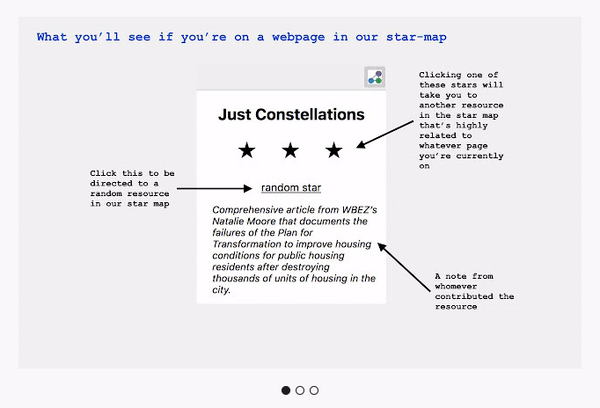 What you'll see if you're on a webpage in our star-map
Clicking one of
these stars will
take you to
another resource
in the star map
that's highly
related to
whatever page
you're currently
on
Just Constellations
★ ★ ★
Click this to be
directed to a
random resource
in our star map
random star
Comprehensive article from WBEZ's
Natalie Moore that documents the
failures of the Plan for
Transformation to improve housing
conditions for public housing
residents after destroying
thousands of units of housing in the
city.
A note from
whomever
contributed the
resource